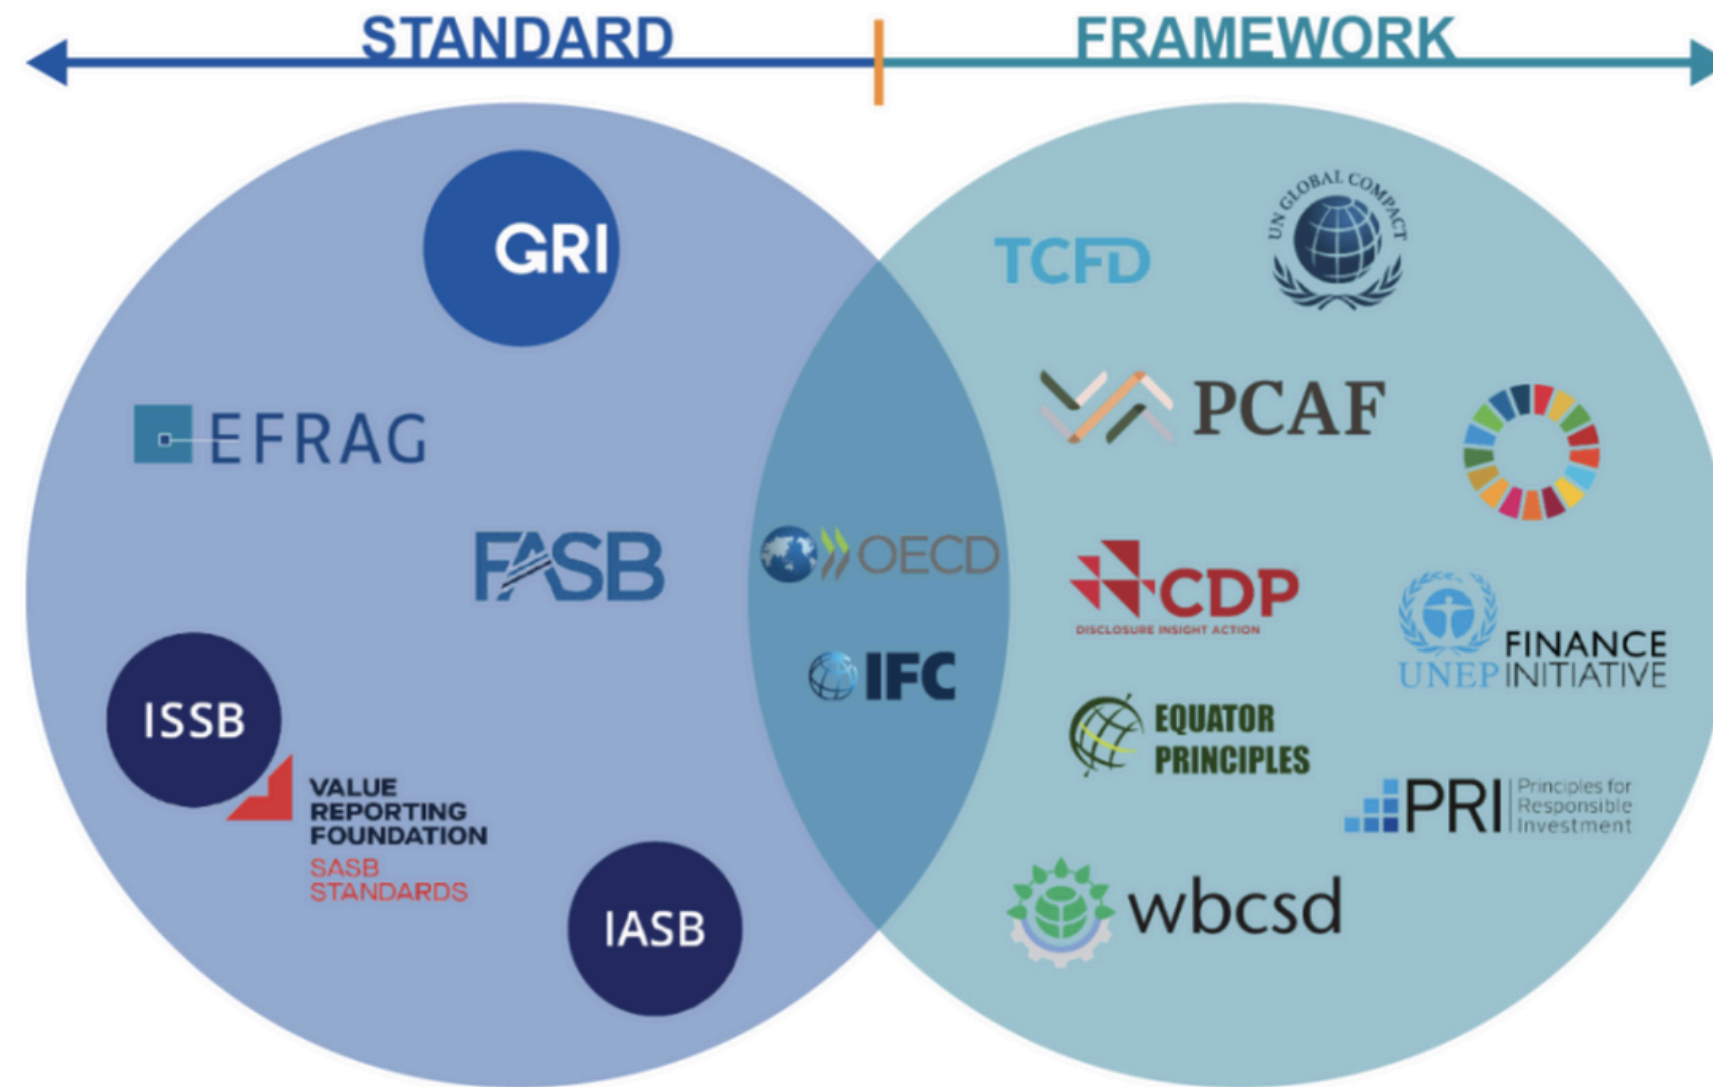 STANDARD
FRAMEWORK
GRI
EFRAG
FASB
ISSB
VALUE
REPORTING
FOUNDATION
SASB
STANDARDS
IASB
OECD
IFC
TCFD
UN GLOBAL COMPACT
PCAF
CDP
DISCLOSURE INSIGHT ACTION
UNEP
FINANCE
INITIATIVE
EQUATOR
PRINCIPLES
PRI
Principles for
Responsible
Investment
wbcsd